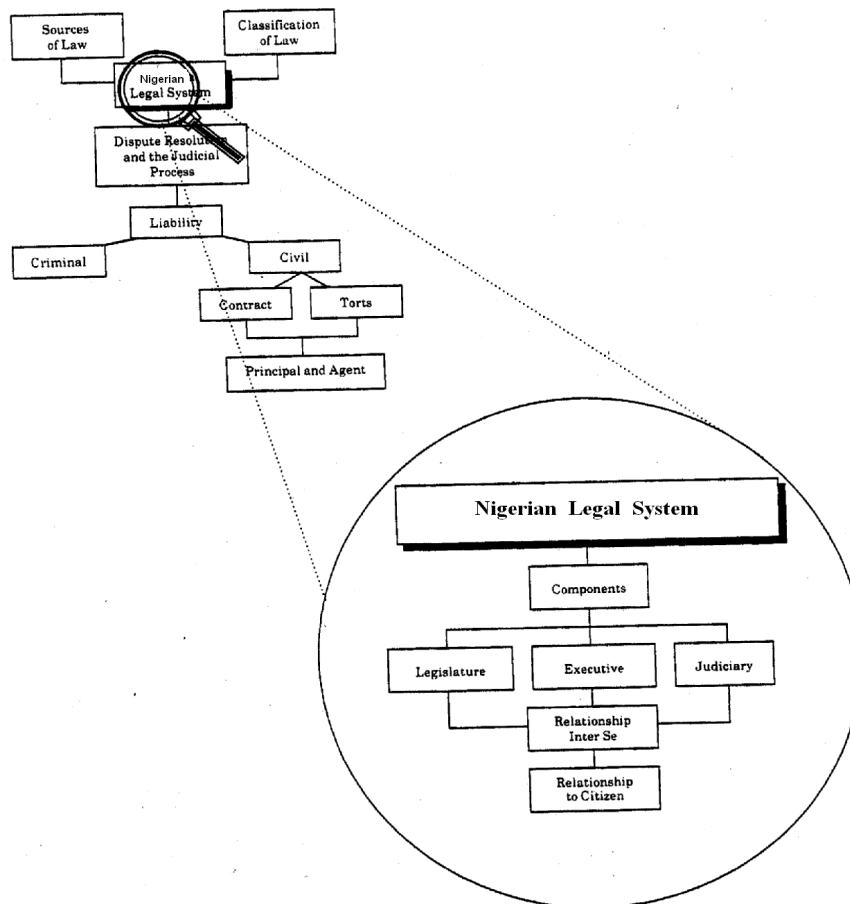 Sources
of Law
Classification
of Law
Nigerian
Legal System
Dispute Resolution
and the Judicial
Process
Liability
Criminal
Civil
Contract
Torts
Principal and Agent
Nigerian Legal System
Components
Legislature
Executive
Judiciary
Relationship
Inter Se
Relationship
to Citizen